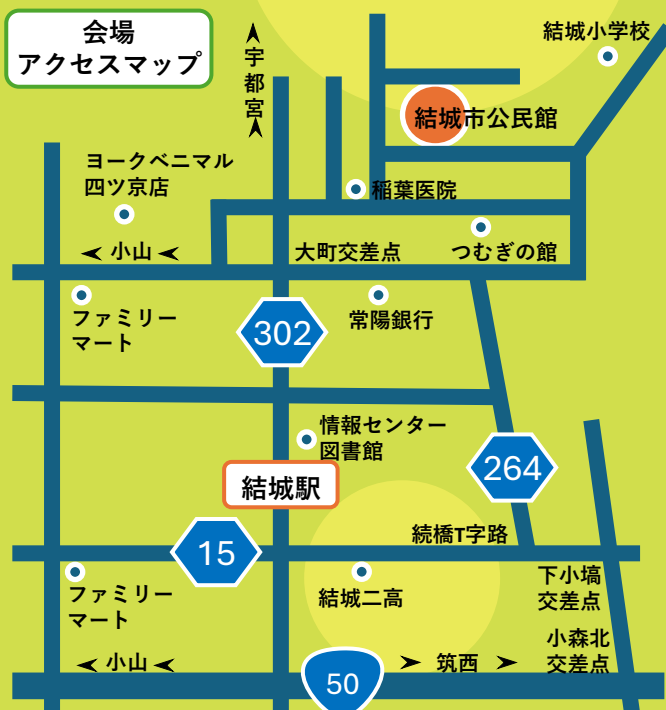 会場
アクセスマップ
宇都宮
結城小学校
結城市公民館
ヨークベニマル
四ツ京店
稲葉医院
小山
大町交差点
つむぎの館
ファミリー
マート
302
常陽銀行
情報センター
図書館
264
結城駅
続橋T字路
15
ファミリー
マート
結城二高
下小塙
交差点
小森北
交差点
小山
50
筑西